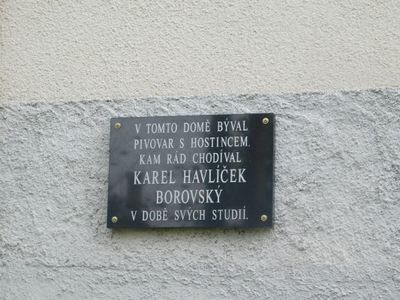 V TOMTO DOMĚ BÝVAL
PIVOVAR S HOSTINCEM.
KAM RÁD CHODÍVAL
KAREL HAVLÍČEK
BOROVSKÝ
V DOBĚ SVÝCH STUDIÍ.